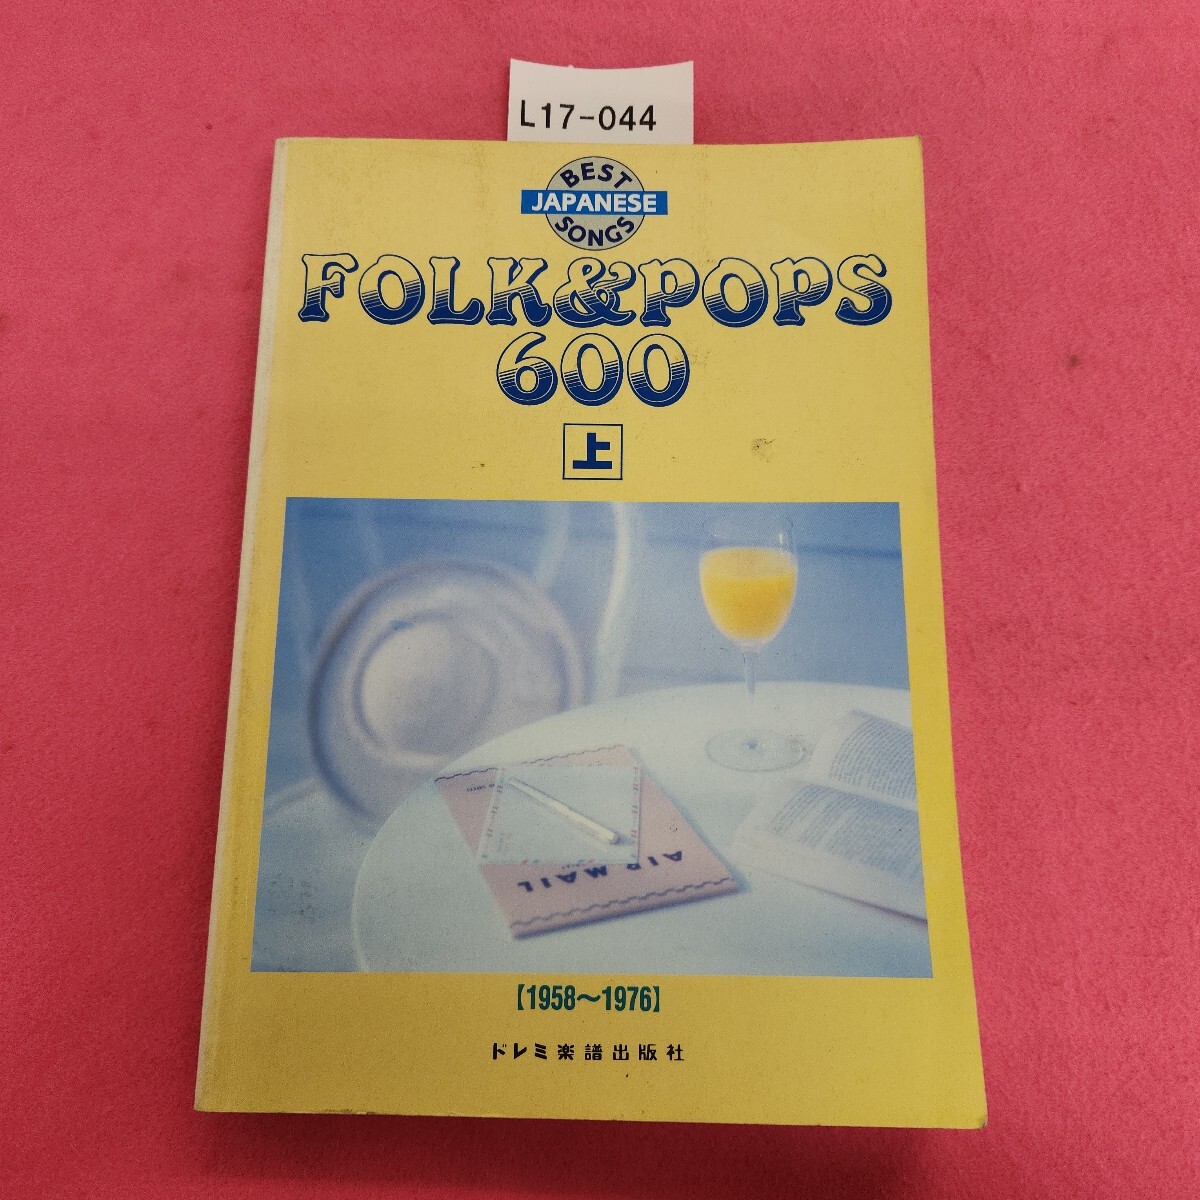 L17-044
BEST
JAPANESE
SONGS
FOLK&POPS
600
上
AIR MAIL
【1958〜1976】
ドレミ楽譜出版社